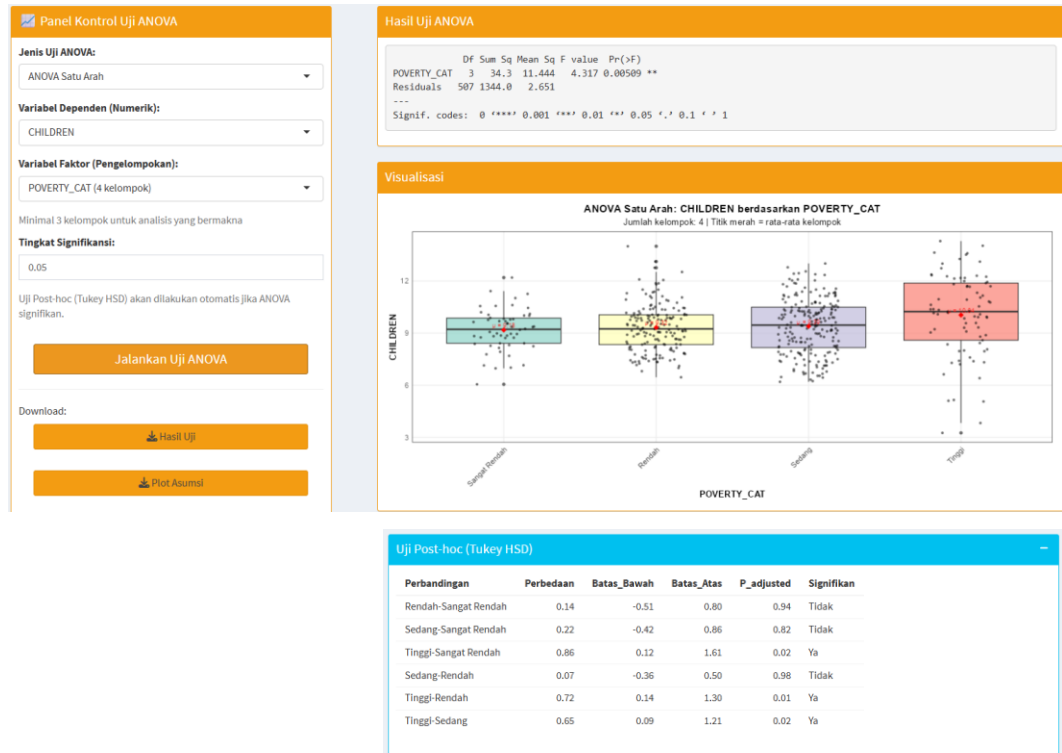 Panel Kontrol Uji ANOVA
Jenis Uji ANOVA:
ANOVA Satu Arah
Variabel Dependen (Numerik):
CHILDREN
Variabel Faktor (Pengelompokan):
POVERTY_CAT (4 kelompok)
Minimal 3 kelompok untuk analisis yang bermakna
Tingkat Signifikansi:
0.05
Uji Post-hoc (Tukey HSD) akan dilakukan otomatis jika ANOVA
signifikan.
Jalankan Uji ANOVA
Download:
Hasil Uji
Plot Asumsi
Hasil Uji ANOVA
Df Sum Sq Mean Sq F value Pr(>F)
POVERTY_CAT 3 34.3 11.444 4.317 0.00509 **
Residuals 507 1344.0 2.651
---
Signif. codes: 0 ‘***’ 0.001 ‘**’ 0.01 ‘*’ 0.05 ‘.’ 0.1 ‘ ’ 1
Visualisasi
ANOVA Satu Arah: CHILDREN berdasarkan POVERTY_CAT
Jumlah kelompok: 4 | Titik merah = rata-rata kelompok
CHILDREN
12
9
6
3
Sangat Rendah
Rendah
Sedang
Tinggi
POVERTY_CAT
Uji Post-hoc (Tukey HSD)
Perbandingan Perbedaan Batas_Bawah Batas_Atas P_adjusted Signifikan
Rendah-Sangat Rendah 0.14 -0.51 0.80 0.94 Tidak
Sedang-Sangat Rendah 0.22 -0.42 0.86 0.82 Tidak
Tinggi-Sangat Rendah 0.86 0.12 1.61 0.02 Ya
Sedang-Rendah 0.07 -0.36 0.50 0.98 Tidak
Tinggi-Rendah 0.72 0.14 1.30 0.01 Ya
Tinggi-Sedang 0.65 0.09 1.21 0.02 Ya